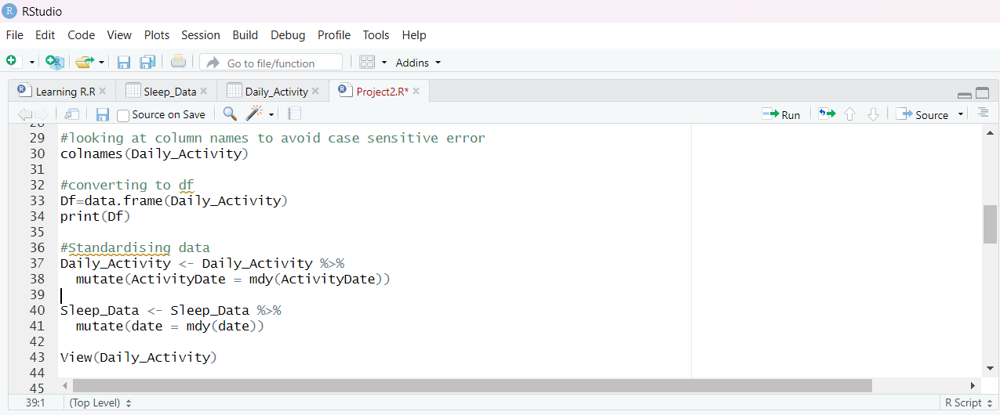 RStudio
File Edit Code View Plots Session Build Debug Profile Tools Help
Go to file/function Addins
Learning R.R Sleep_Data Daily_Activity Project2.R*
Source on Save Run Source
28
29 #looking at column names to avoid case sensitive error
30 colnames(Daily_Activity)
31
32 #converting to df
33 Df=data.frame(Daily_Activity)
34 print(Df)
35
36 #Standardising data
37 Daily_Activity <- Daily_Activity %>%
38   mutate(ActivityDate = mdy(ActivityDate))
39
40 Sleep_Data <- Sleep_Data %>%
41   mutate(date = mdy(date))
42
43 View(Daily_Activity)
44
45
39:1 (Top Level) R Script